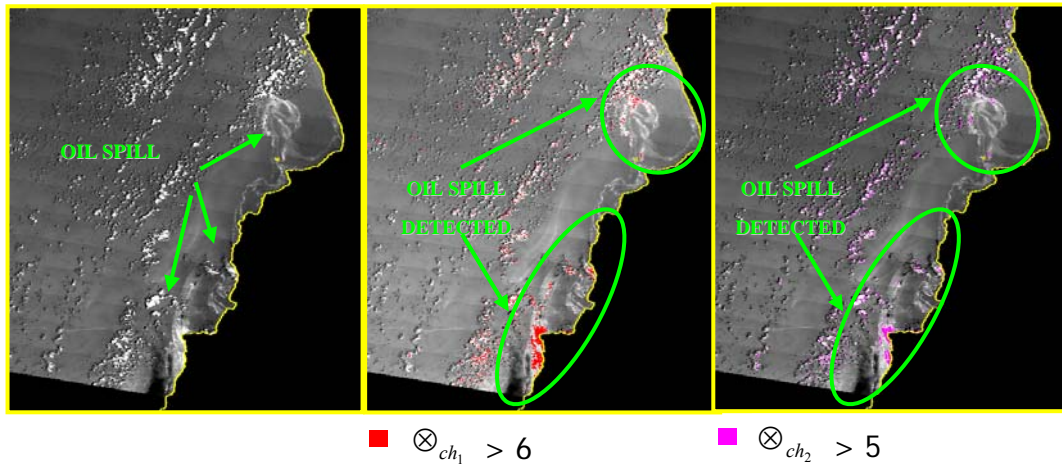 OIL SPILL
OIL SPILL
DETECTED
OIL SPILL
DETECTED
⊗ch₁ > 6
⊗ch₂ > 5